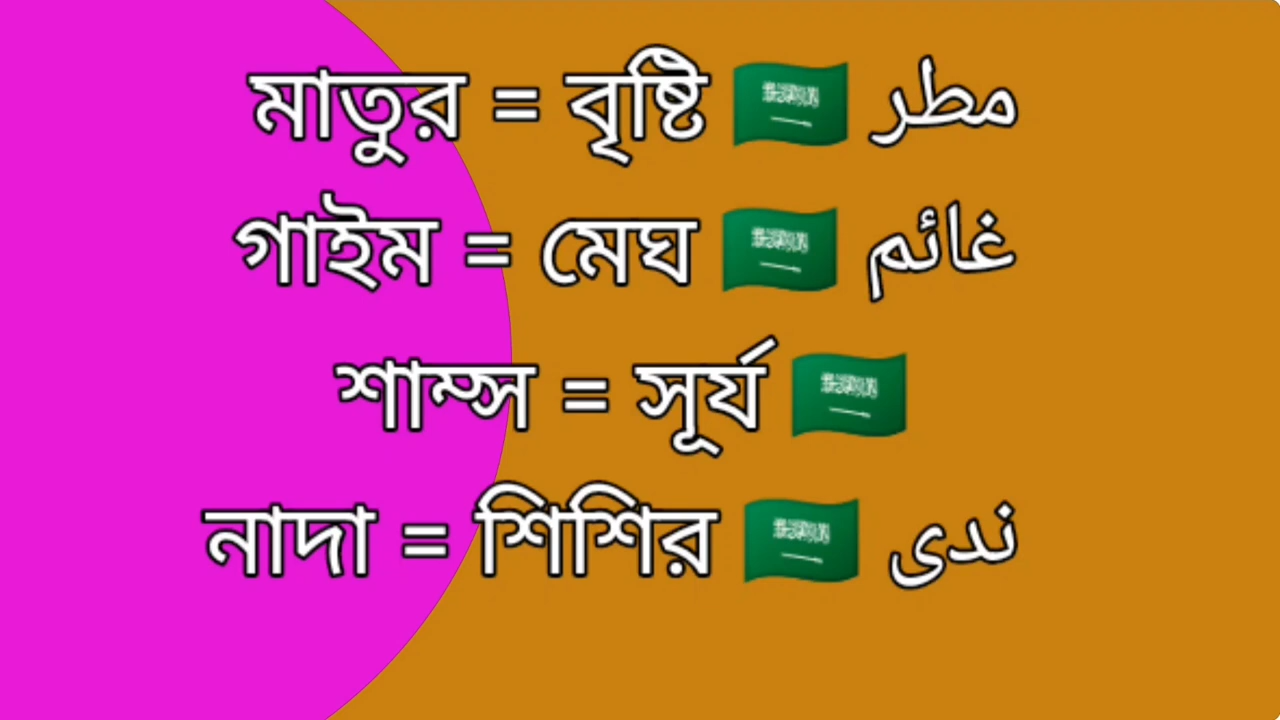 মাতুর = বৃষ্টি 🇸🇦 مطر
গাইম = মেঘ 🇸🇦 غائم
শাম্স = সূর্য 🇸🇦
নাদা = শিশির 🇸🇦 ندى